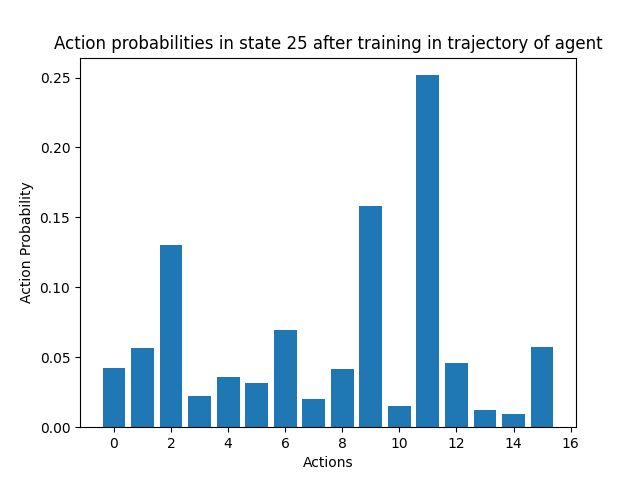 Action probabilities in state 25 after training in trajectory of agent
0.25
0.20
0.15
0.10
0.05
0.00
Action Probability
0 2 4 6 8 10 12 14 16
Actions